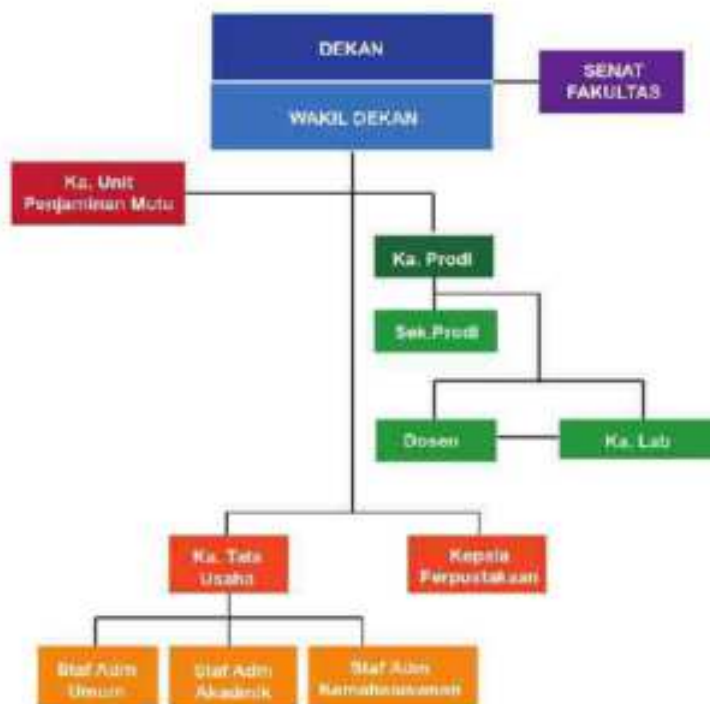 DEKAN
SENAT
FAKULTAS
WAKIL DEKAN
Ka. Unit
Penjaminan Mutu
Ka. Prodi
Sek.Prodi
Dosen
Ka. Lab
Ka. Tata
Usaha
Kepala
Perpustakaan
Staf Adm
Umum
Staf Adm
Akademik
Staf Adm
Kemahasiswaan